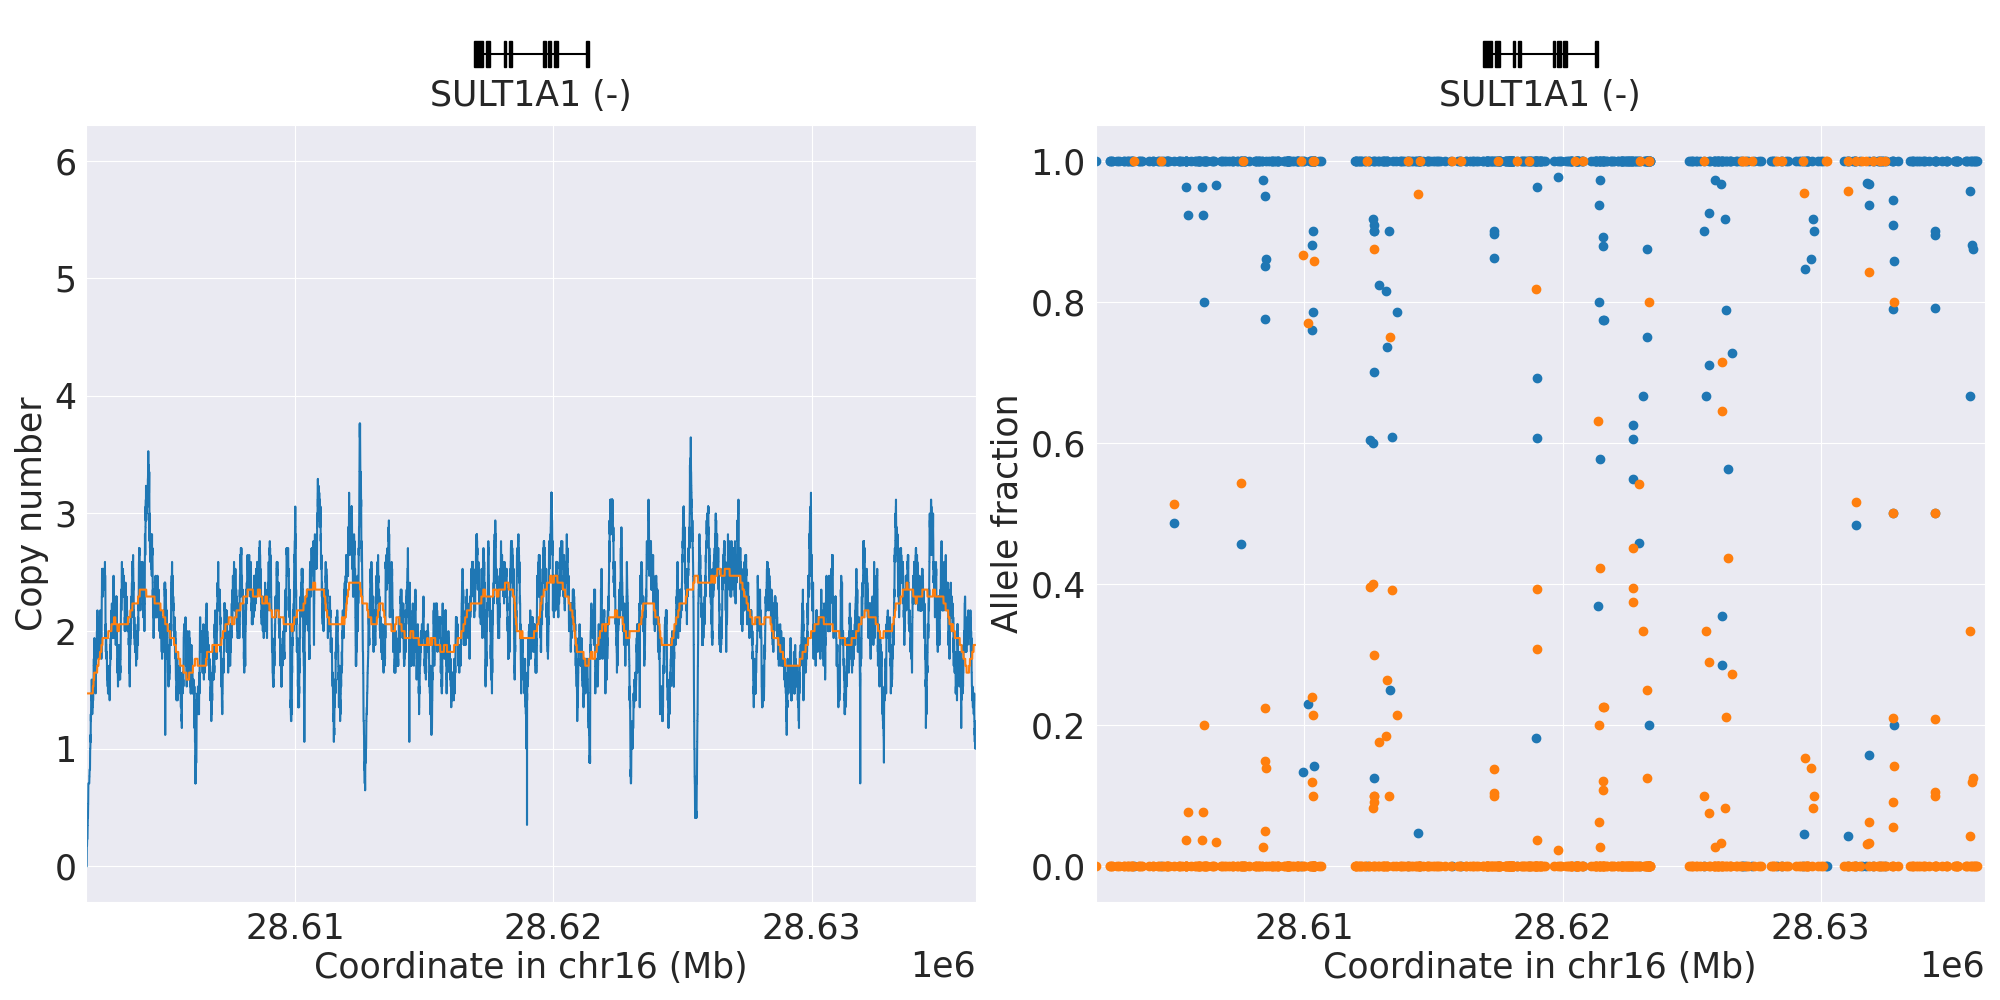 SULT1A1 (-)
6
5
4
3
2
1
0
Copy number
28.61
28.62
28.63
Coordinate in chr16 (Mb)
1e6
SULT1A1 (-)
1.0
0.8
0.6
0.4
0.2
0.0
Allele fraction
28.61
28.62
28.63
Coordinate in chr16 (Mb)
1e6